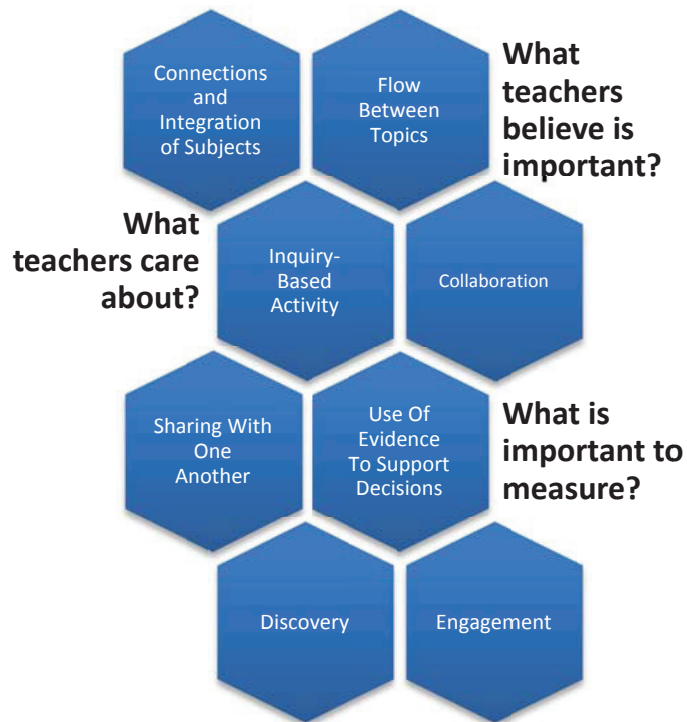 Connections
and
Integration
of Subjects
Flow
Between
Topics
What
teachers
believe is
important?
What
teachers care
about?
Inquiry-
Based
Activity
Collaboration
Sharing With
One
Another
Use Of
Evidence
To Support
Decisions
What is
important to
measure?
Discovery
Engagement